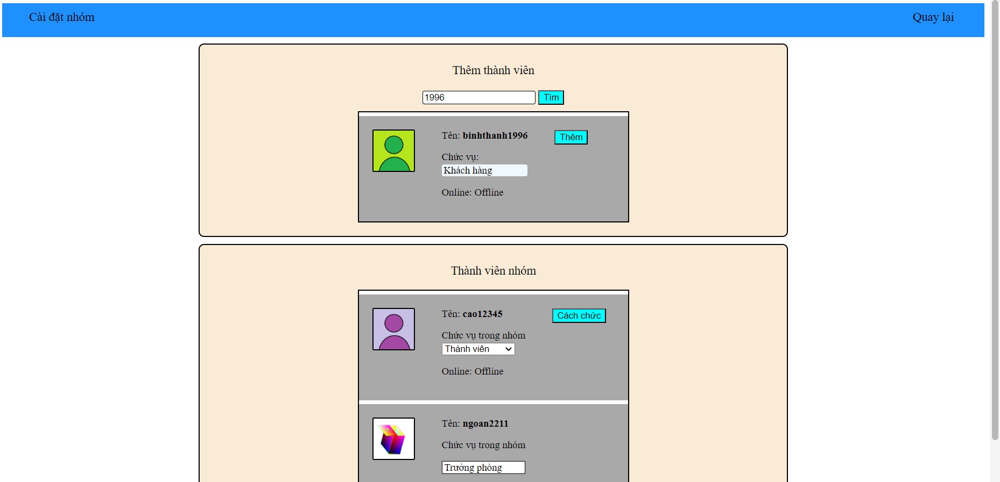 Cài đặt nhóm
Quay lại
Thêm thành viên
1996
Tìm
Tên: binhthanh1996
Thêm
Chức vụ:
Khách hàng
Online: Offline
Thành viên nhóm
Tên: cao12345
Cách chức
Chức vụ trong nhóm
Thành viên
Online: Offline
Tên: ngoan2211
Chức vụ trong nhóm
Trưởng phòng